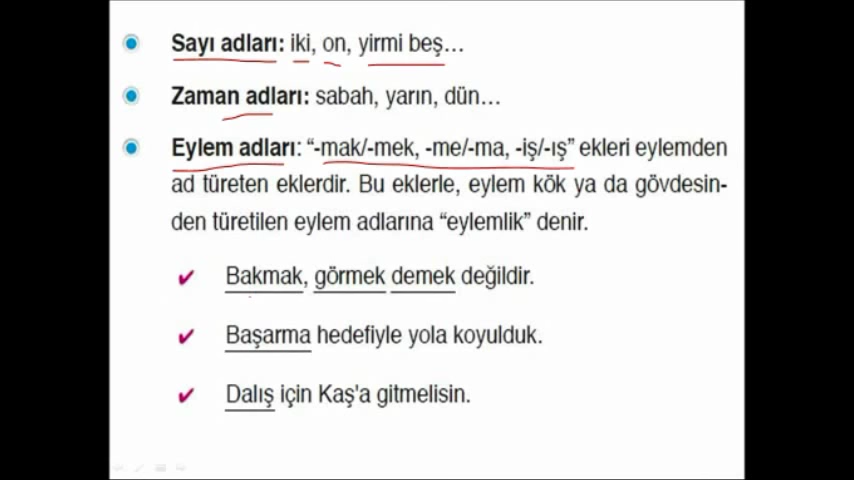 Sayı adları: iki, on, yirmi beş...
Zaman adları: sabah, yarın, dün...
Eylem adları: “-mak/-mek, -me/-ma, -iş/-ış” ekleri eylemden
ad türeten eklerdir. Bu eklerle, eylem kök ya da gövdesin-
den türetilen eylem adlarına “eylemlik” denir.
Bakmak, görmek demek değildir.
Başarma hedefiyle yola koyulduk.
Dalış için Kaş'a gitmelisin.